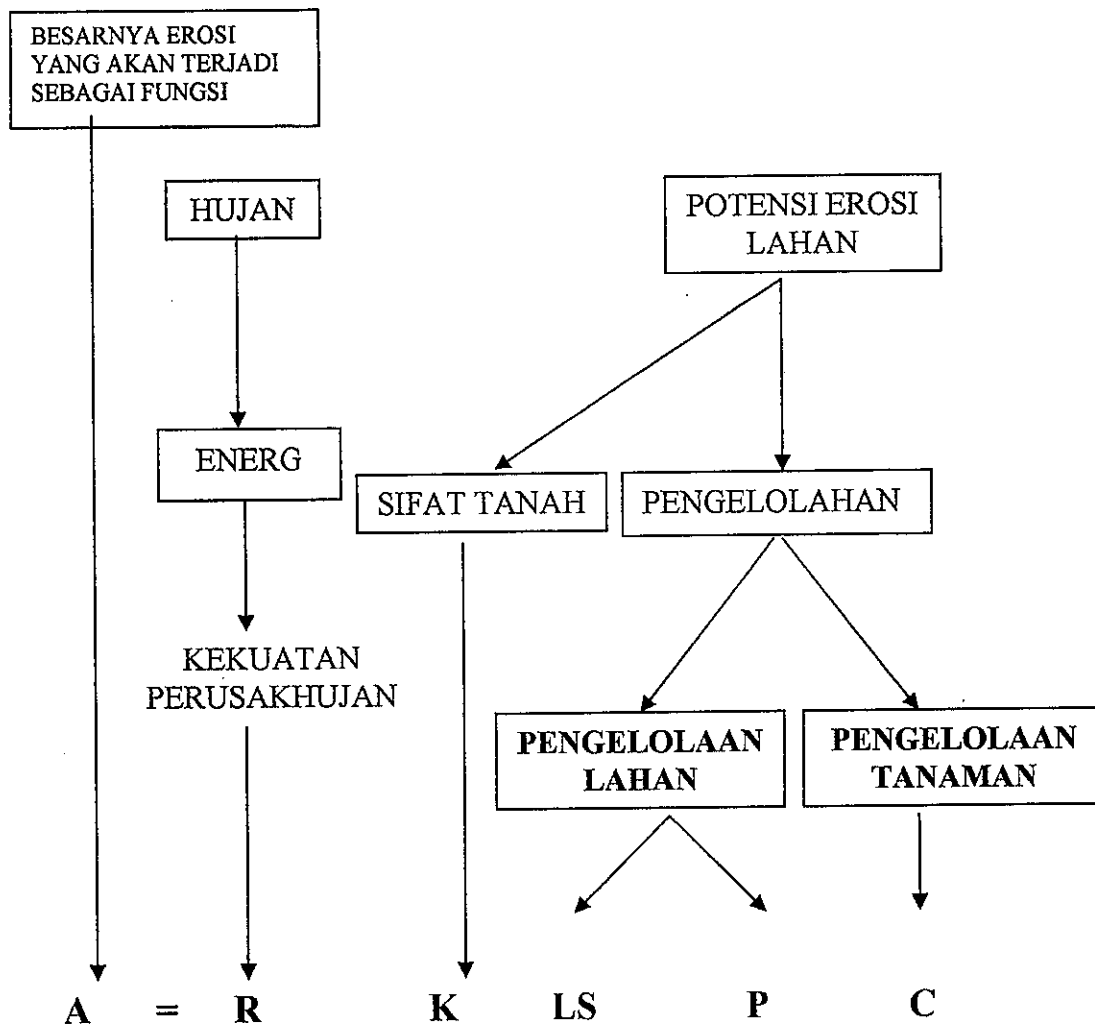 BESARNYA EROSI
YANG AKAN TERJADI
SEBAGAI FUNGSI
HUJAN
POTENSI EROSI
LAHAN
ENERG
SIFAT TANAH
PENGELOLAHAN
KEKUATAN
PERUSAKHUJAN
PENGELOLAAN
LAHAN
PENGELOLAAN
TANAMAN
A = R K LS P C